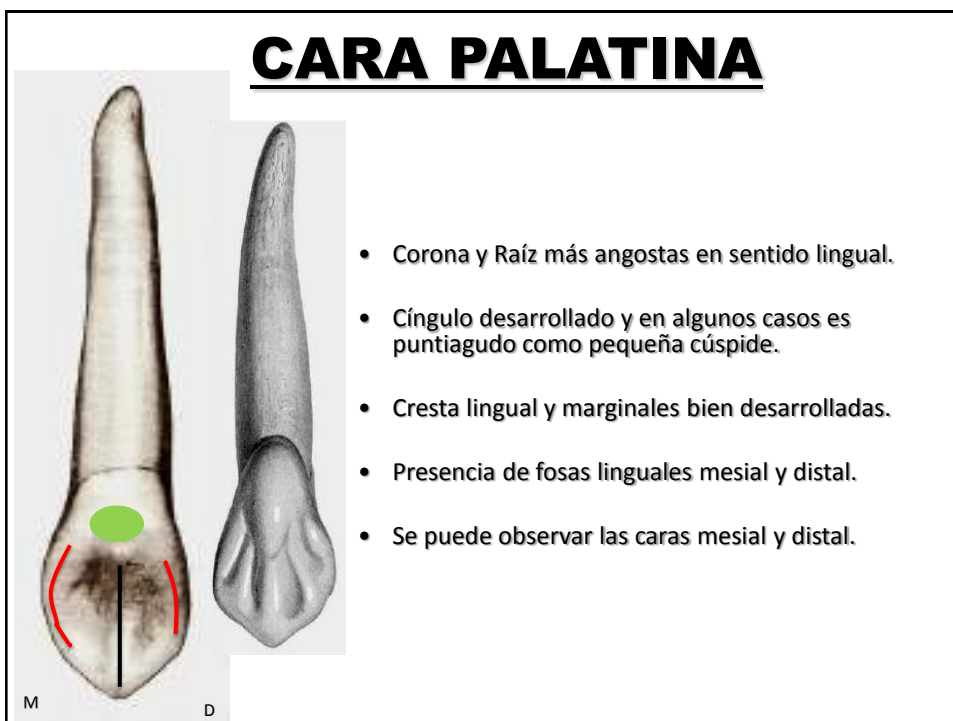 CARA PALATINA
• Corona y Raíz más angostas en sentido lingual.
• Cíngulo desarrollado y en algunos casos es
puntiagudo como pequeña cúspide.
• Cresta lingual y marginales bien desarrolladas.
• Presencia de fosas linguales mesial y distal.
• Se puede observar las caras mesial y distal.
M
D